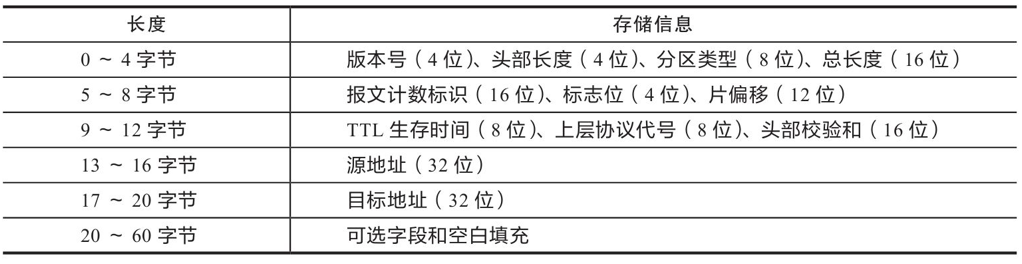 长度 存储信息
0 ~ 4 字节 版本号（4 位）、头部长度（4 位）、分区类型（8 位）、总长度（16 位）
5 ~ 8 字节 报文计数标识（16 位）、标志位（4 位）、片偏移（12 位）
9 ~ 12 字节 TTL 生存时间（8 位）、上层协议代号（8 位）、头部校验和（16 位）
13 ~ 16 字节 源地址（32 位）
17 ~ 20 字节 目标地址（32 位）
20 ~ 60 字节 可选字段和空白填充